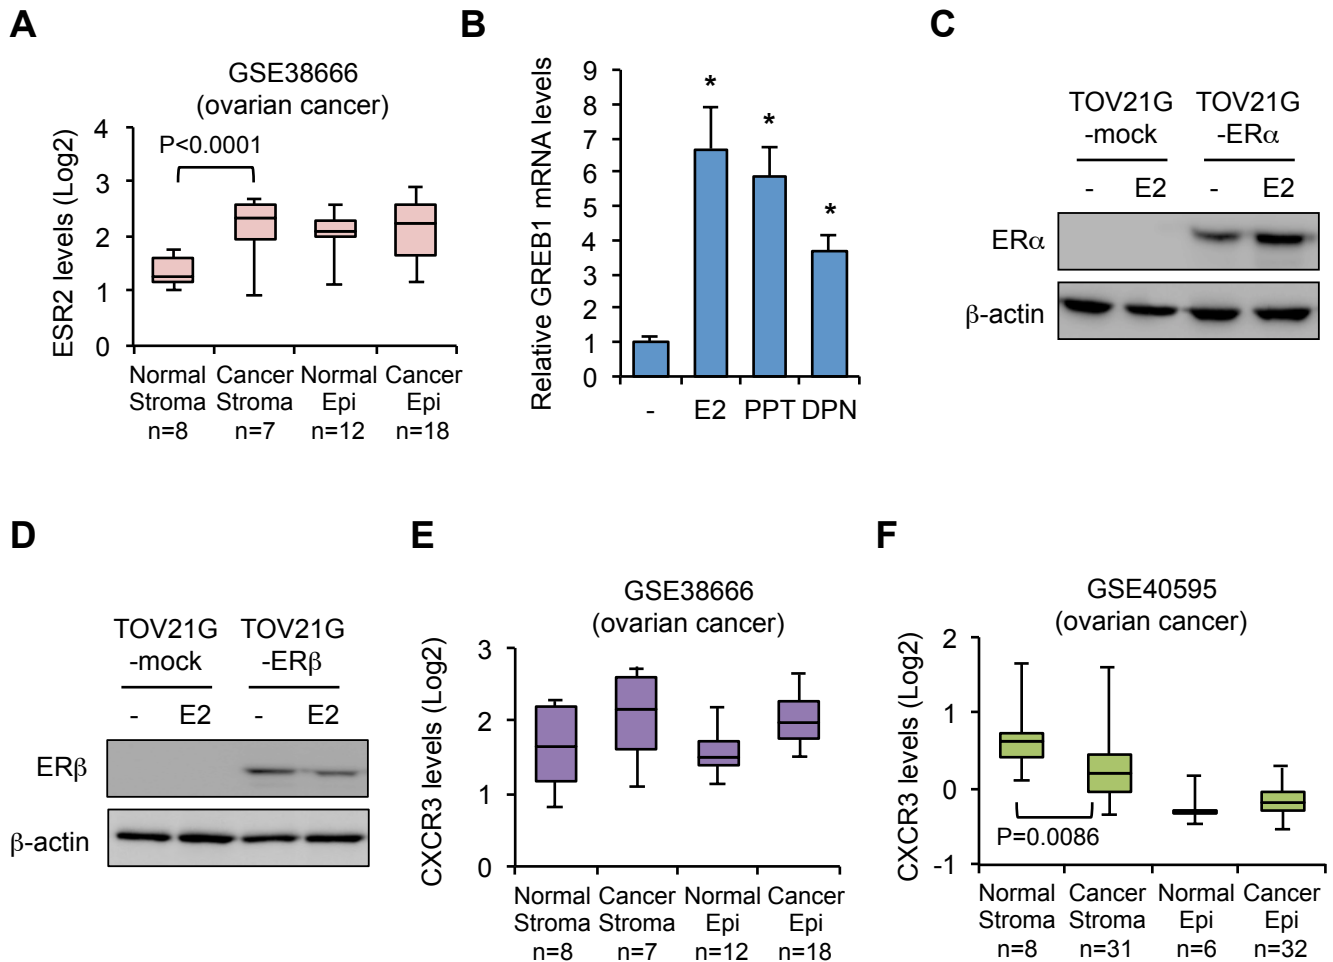 A
GSE38666
(ovarian cancer)
ESR2 levels (Log2)
4
3
2
1
0
P<0.0001
Normal Cancer Normal Cancer
Stroma Stroma Epi Epi
n=8 n=7 n=12 n=18
B
Relative GREB1 mRNA levels
9
8
7
6
5
4
3
2
1
0
* * *
- E2 PPT DPN
C
TOV21G TOV21G
-mock -ERα
- E2 - E2
ERα
β-actin
D
TOV21G TOV21G
-mock -ERβ
- E2 - E2
ERβ
β-actin
E
GSE38666
(ovarian cancer)
CXCR3 levels (Log2)
3
2
1
0
Normal Cancer Normal Cancer
Stroma Stroma Epi Epi
n=8 n=7 n=12 n=18
F
GSE40595
(ovarian cancer)
CXCR3 levels (Log2)
2
1
0
-1
P=0.0086
Normal Cancer Normal Cancer
Stroma Stroma Epi Epi
n=8 n=31 n=6 n=32